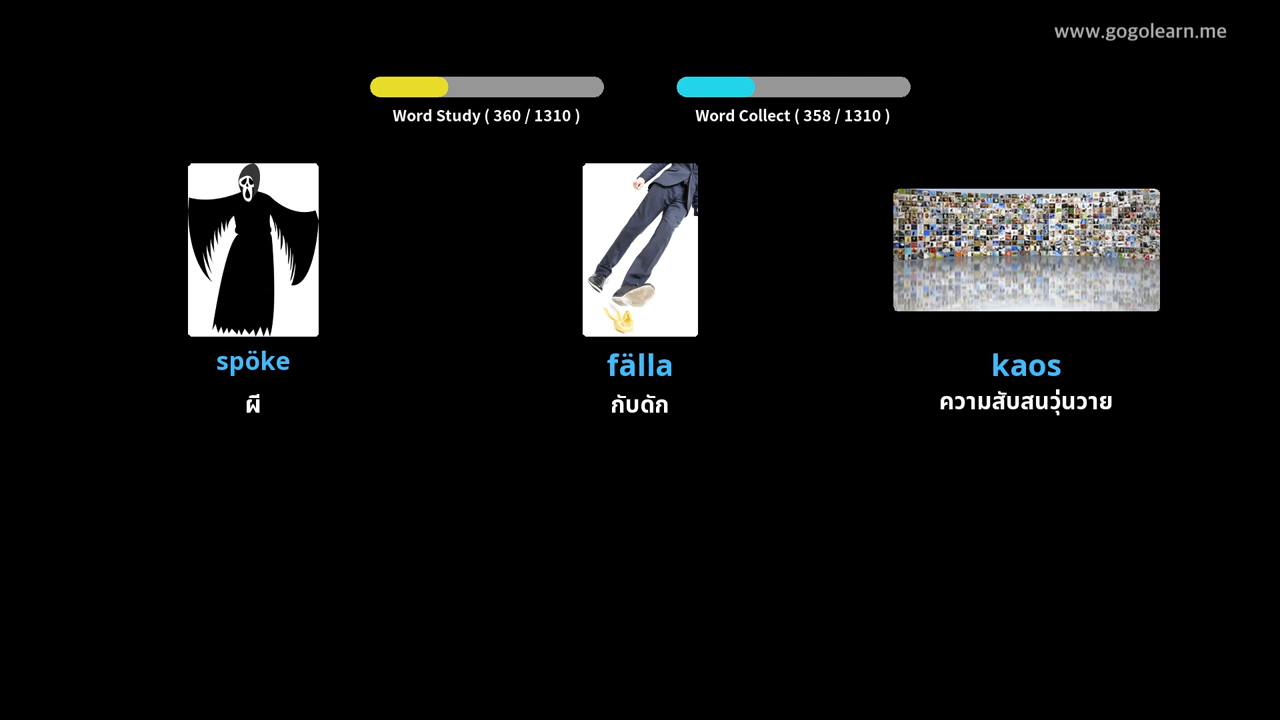 www.gogolearn.me
Word Study ( 360 / 1310 )
Word Collect ( 358 / 1310 )
spöke
fälla
kaos
ผี
กับดัก
ความสับสนวุ่นวาย